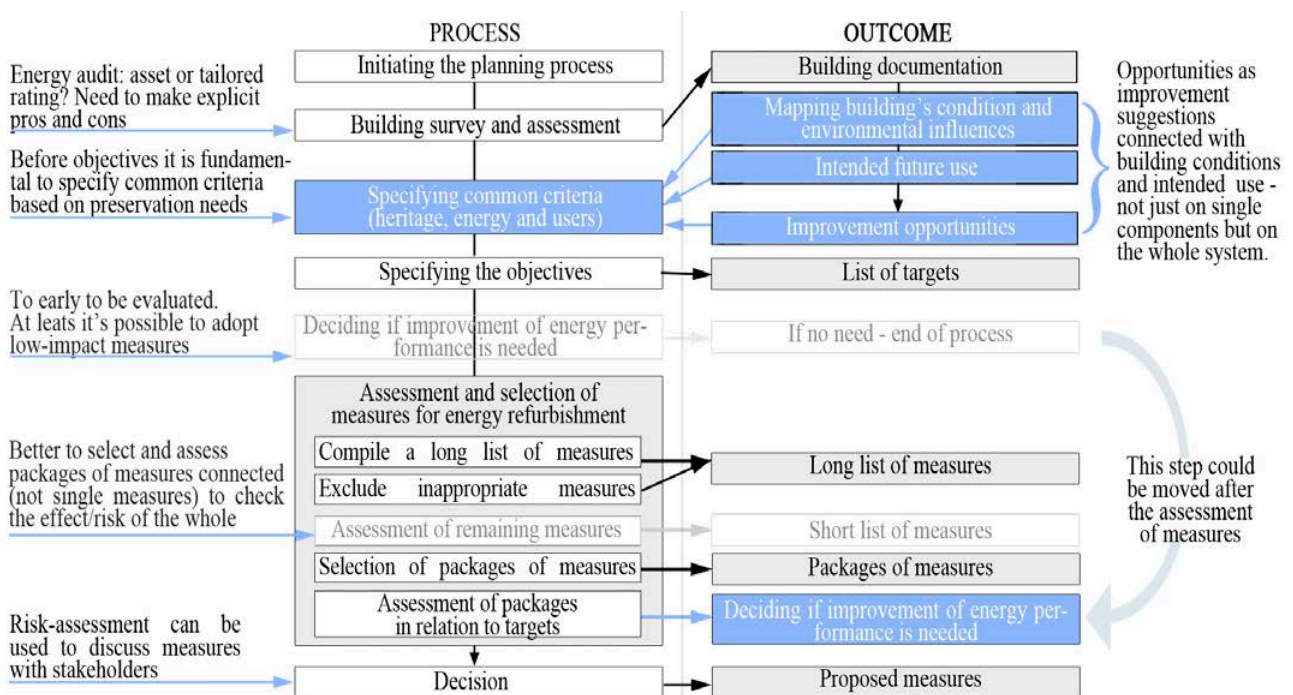 PROCESS
OUTCOME
Energy audit: asset or tailored
rating? Need to make explicit
pros and cons
Before objectives it is fundamen-
tal to specify common criteria
based on preservation needs
To early to be evaluated.
At leats it's possible to adopt
low-impact measures
Better to select and assess
packages of measures connected
(not single measures) to check
the effect/risk of the whole
Risk-assessment can be
used to discuss measures
with stakeholders
Initiating the planning process
Building survey and assessment
Specifying common criteria
(heritage, energy and users)
Specifying the objectives
Deciding if improvement of energy per-
formance is needed
Assessment and selection of
measures for energy refurbishment
Compile a long list of measures
Exclude inappropriate measures
Assessment of remaining measures
Selection of packages of measures
Assessment of packages
in relation to targets
Decision
Building documentation
Mapping building's condition and
environmental influences
Intended future use
Improvement opportunities
List of targets
If no need - end of process
Long list of measures
Short list of measures
Packages of measures
Deciding if improvement of energy per-
formance is needed
Proposed measures
Opportunities as
improvement
suggestions
connected with
building conditions
and intended use -
not just on single
components but on
the whole system.
This step could
be moved after
the assessment
of measures